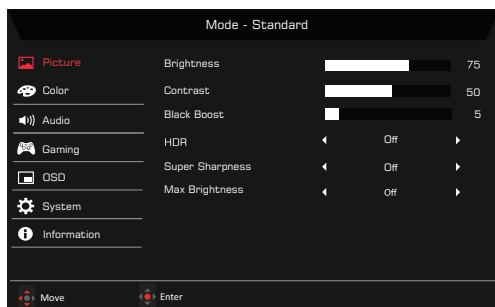 Mode - Standard
Picture
Color
Audio
Gaming
OSD
System
Information
Brightness 75
Contrast 50
Black Boost 5
HDR Off
Super Sharpness Off
Max Brightness Off
Move Enter